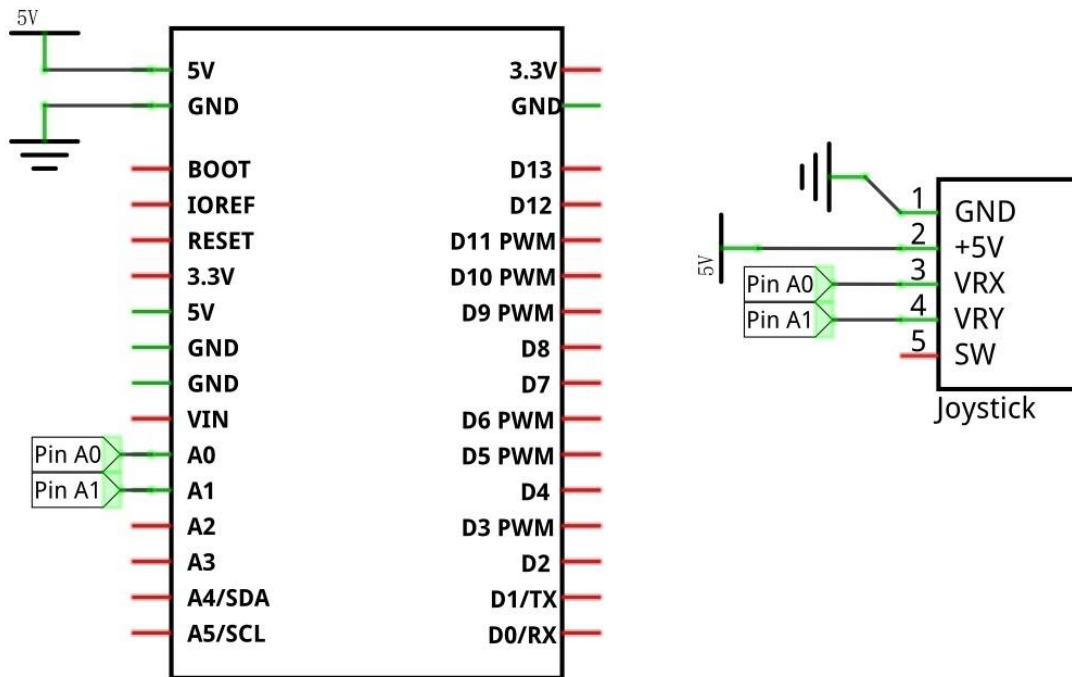 5V
5V
GND
BOOT
IOREF
RESET
3.3V
5V
GND
GND
VIN
A0
A1
A2
A3
A4/SDA
A5/SCL
Pin A0
Pin A1
3.3V
GND
D13
D12
D11 PWM
D10 PWM
D9 PWM
D8
D7
D6 PWM
D5 PWM
D4
D3 PWM
D2
D1/TX
D0/RX
5V
Pin A0
Pin A1
1 GND
2 +5V
3 VRX
4 VRY
5 SW
Joystick